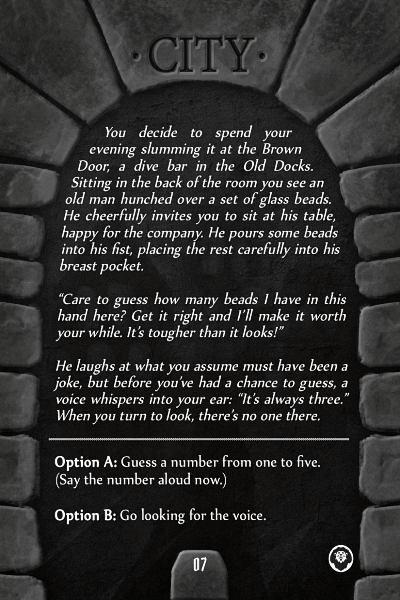 · CITY ·
You decide to spend your
evening slumming it at the Brown
Door, a dive bar in the Old Docks.
Sitting in the back of the room you see an
old man hunched over a set of glass beads.
He cheerfully invites you to sit at his table,
happy for the company. He pours some beads
into his fist, placing the rest carefully into his
breast pocket.
“Care to guess how many beads I have in this
hand here? Get it right and I’ll make it worth
your while. It’s tougher than it looks!”
He laughs at what you assume must have been a
joke, but before you’ve had a chance to guess, a
voice whispers into your ear: “It’s always three.”
When you turn to look, there’s no one there.
Option A: Guess a number from one to five.
(Say the number aloud now.)
Option B: Go looking for the voice.
07